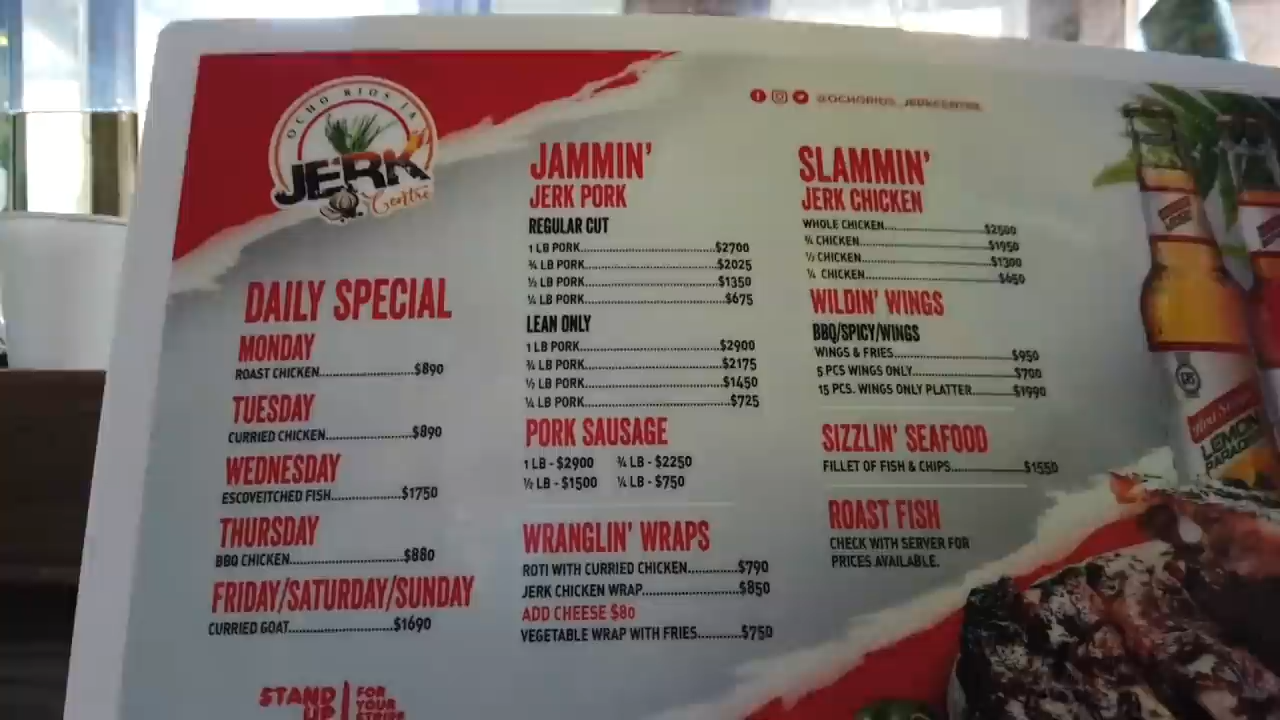 OCHO RIOS JA
JERK
Centre
@OCHORIOS_JERKCENTRE
DAILY SPECIAL
MONDAY
ROAST CHICKEN $890
TUESDAY
CURRIED CHICKEN $890
WEDNESDAY
ESCOVEITCHED FISH $1750
THURSDAY
BBQ CHICKEN $880
FRIDAY/SATURDAY/SUNDAY
CURRIED GOAT $1690
STAND UP
FOR
YOUR
JAMMIN'
JERK PORK
REGULAR CUT
1 LB PORK $2700
¾ LB PORK $2025
½ LB PORK $1350
¼ LB PORK $675
LEAN ONLY
1 LB PORK $2900
¾ LB PORK $2175
½ LB PORK $1450
¼ LB PORK $725
PORK SAUSAGE
1 LB - $2900 ¾ LB - $2250
½ LB - $1500 ¼ LB - $750
WRANGLIN' WRAPS
ROTI WITH CURRIED CHICKEN $790
JERK CHICKEN WRAP $850
ADD CHEESE $80
VEGETABLE WRAP WITH FRIES $750
SLAMMIN'
JERK CHICKEN
WHOLE CHICKEN $2500
¾ CHICKEN $1950
½ CHICKEN $1300
¼ CHICKEN $650
WILDIN' WINGS
BBQ/SPICY/WINGS
WINGS & FRIES $950
5 PCS WINGS ONLY $700
15 PCS. WINGS ONLY PLATTER $1990
SIZZLIN' SEAFOOD
FILLET OF FISH & CHIPS $1550
ROAST FISH
CHECK WITH SERVER FOR
PRICES AVAILABLE.
LEMON